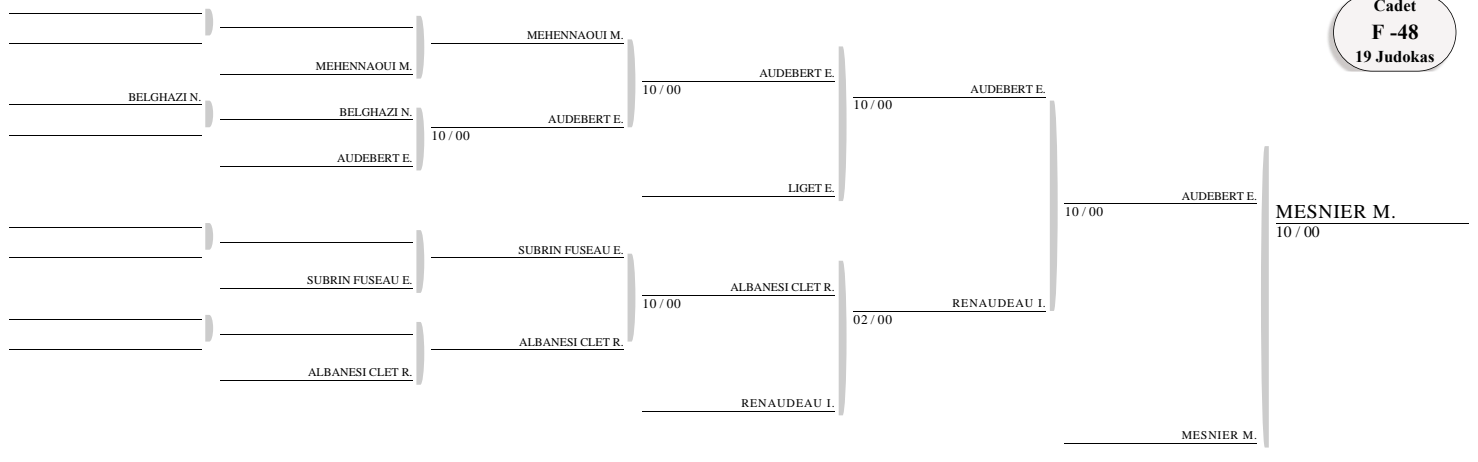 Cadet
F -48
19 Judokas
MEHENNAOUI M.
MEHENNAOUI M.
AUDEBERT E.
10 / 00
AUDEBERT E.
10 / 00
BELGHAZI N.
BELGHAZI N.
AUDEBERT E.
10 / 00
AUDEBERT E.
LIGET E.
AUDEBERT E.
10 / 00
MESNIER M.
10 / 00
SUBRIN FUSEAU E.
SUBRIN FUSEAU E.
ALBANESI CLET R.
10 / 00
RENAUDEAU I.
02 / 00
ALBANESI CLET R.
ALBANESI CLET R.
RENAUDEAU I.
MESNIER M.